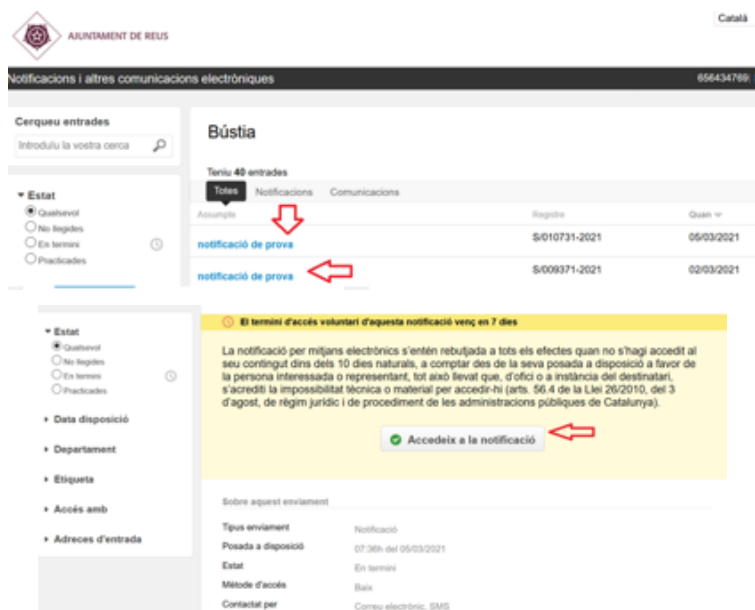 Català
AJUNTAMENT DE REUS
Notificacions i altres comunicacions electròniques
656434769|
Cerqueu entrades
Introduïu la vostra cerca
Estat
Qualsevol
No llegides
En termini
Practicades
Bústia
Teniu 40 entrades
Totes Notificacions Comunicacions
Assumpte Registre Quan
notificació de prova S/010731-2021 05/03/2021
notificació de prova S/009371-2021 02/03/2021
Estat
Qualsevol
No llegides
En termini
Practicades
Data disposició
Departament
Etiqueta
Accés amb
Adreces d'entrada
El termini d'accés voluntari d'aquesta notificació venç en 7 dies
La notificació per mitjans electrònics s'entén rebutjada a tots els efectes quan no s'hagi accedit al
seu contingut dins dels 10 dies naturals, a comptar des de la seva posada a disposició a favor de
la persona interessada o representant, tot això llevat que, d'ofici o a instància del destinatari,
s'acrediti la impossibilitat tècnica o material per accedir-hi (arts. 56.4 de la Llei 26/2010, del 3
d'agost, de règim jurídic i de procediment de les administracions públiques de Catalunya).
Accedeix a la notificació
Sobre aquest enviament
Tipus enviament Notificació
Posada a disposició 07:36h del 05/03/2021
Estat En termini
Mètode d'accés Baix
Contactat per Correu electrònic, SMS